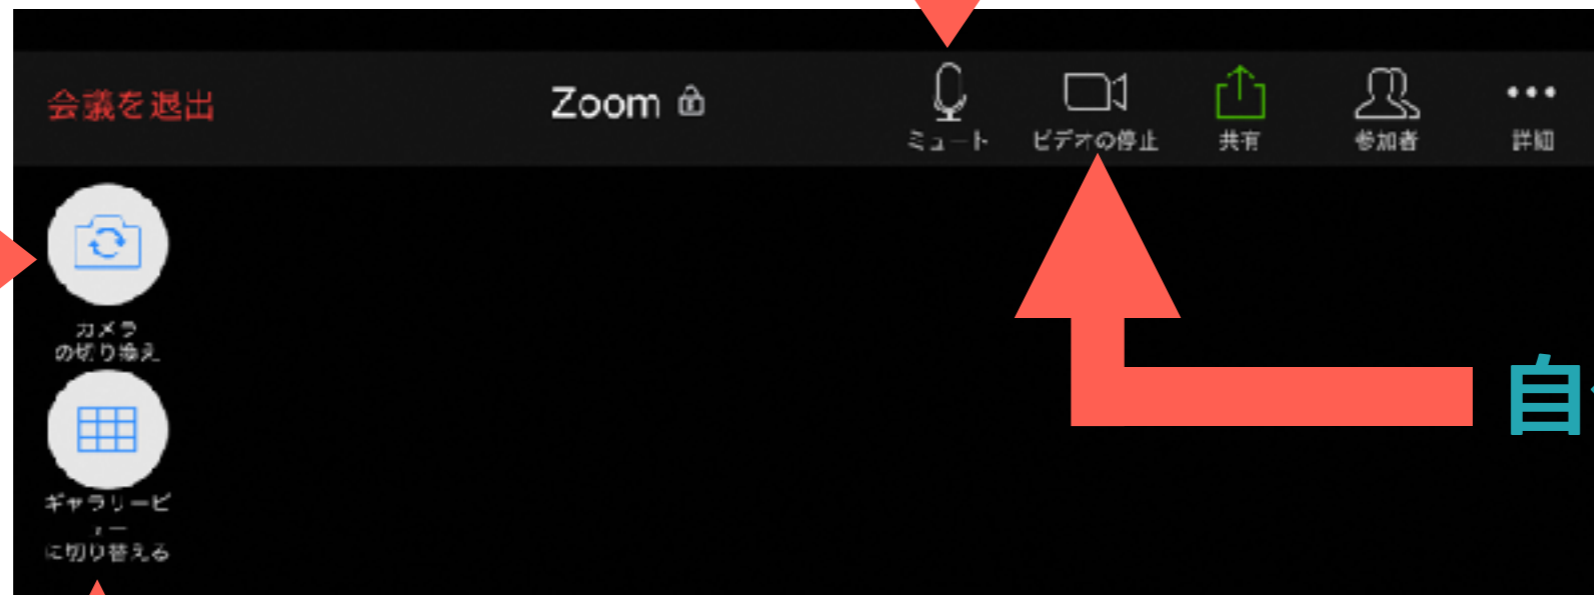 会議を退出
Zoom
ミュート
ビデオの停止
共有
参加者
詳細
カメラ
の切り換え
ギャラリービ
ュー
に切り替える
自